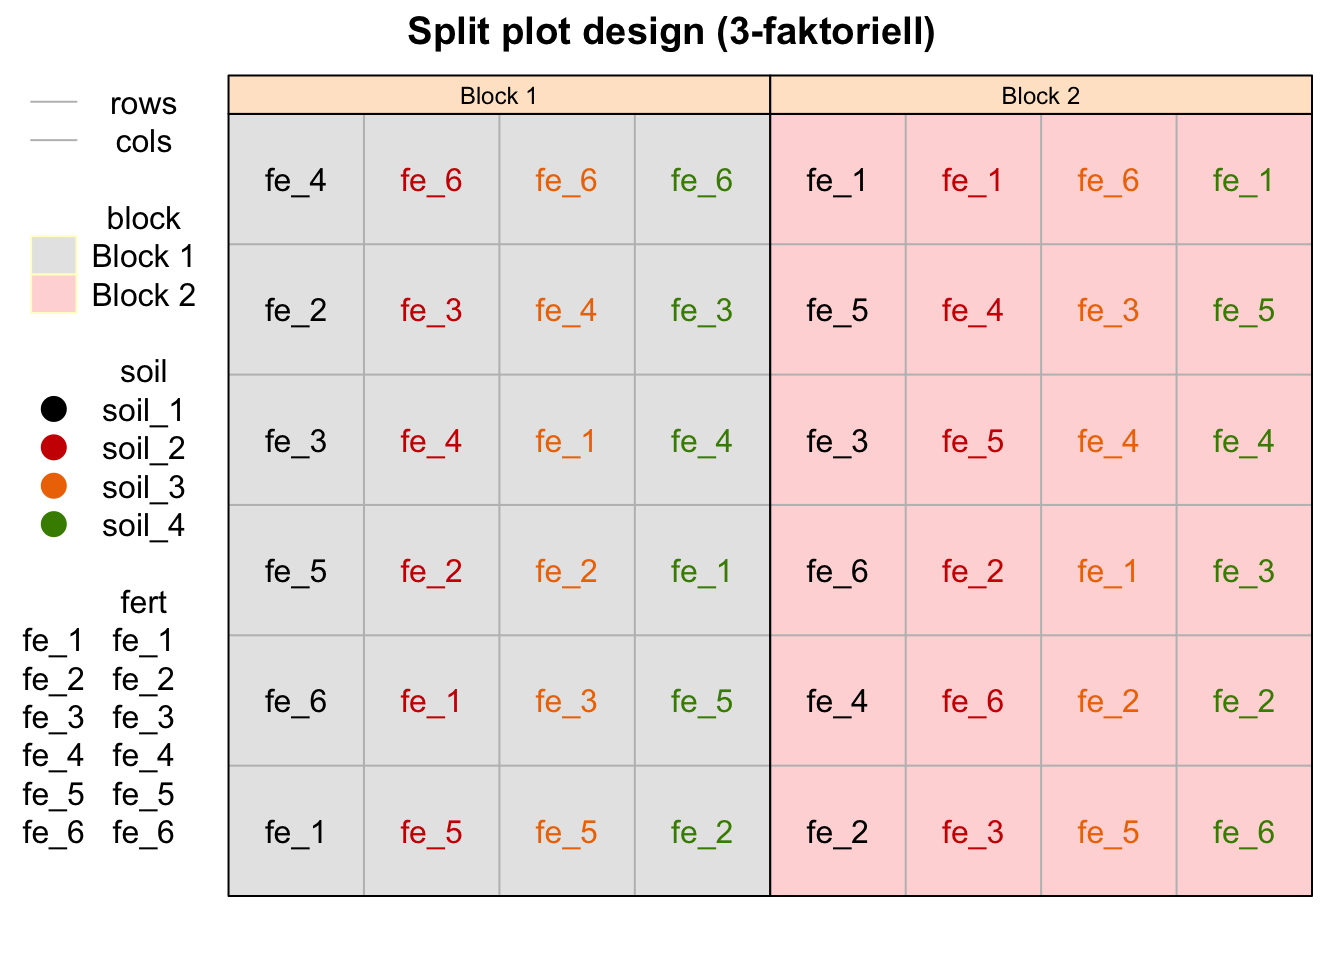 Split plot design (3-faktoriell)
rows
cols
block
Block 1
Block 2
soil
soil_1
soil_2
soil_3
soil_4
fert
fe_1 fe_1
fe_2 fe_2
fe_3 fe_3
fe_4 fe_4
fe_5 fe_5
fe_6 fe_6
Block 1 Block 2
fe_4 fe_6 fe_6 fe_6 fe_1 fe_1 fe_6 fe_1
fe_2 fe_3 fe_4 fe_3 fe_5 fe_4 fe_3 fe_5
fe_3 fe_4 fe_1 fe_4 fe_3 fe_5 fe_4 fe_4
fe_5 fe_2 fe_2 fe_1 fe_6 fe_2 fe_1 fe_3
fe_6 fe_1 fe_3 fe_5 fe_4 fe_6 fe_2 fe_2
fe_1 fe_5 fe_5 fe_2 fe_2 fe_3 fe_5 fe_6